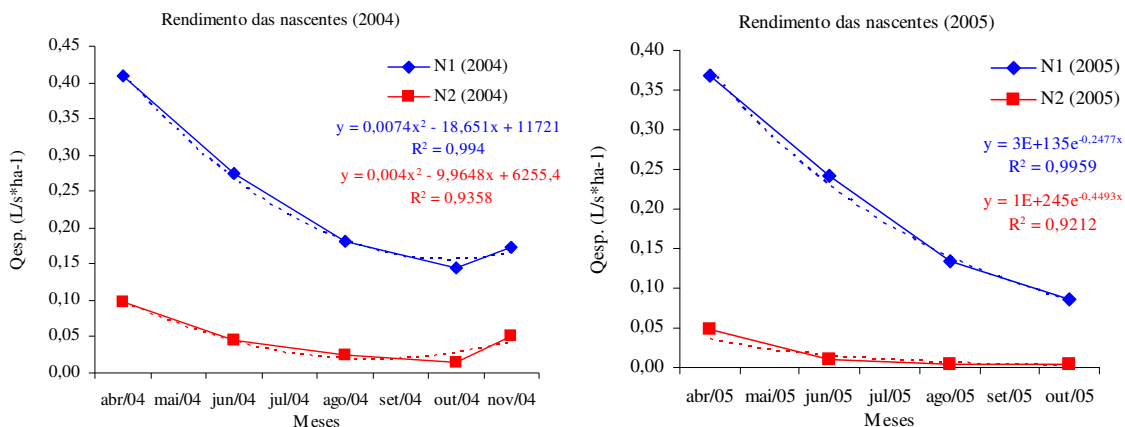 Rendimento das nascentes (2004)
0,45
0,40
0,35
0,30
0,25
0,20
0,15
0,10
0,05
0,00
Qesp. (L/s*ha-1)
N1 (2004)
N2 (2004)
y = 0,0074x² - 18,651x + 11721
R² = 0,994
y = 0,004x² - 9,9648x + 6255,4
R² = 0,9358
abr/04 mai/04 jun/04 jul/04 ago/04 set/04 out/04 nov/04
Meses
Rendimento das nascentes (2005)
0,40
0,35
0,30
0,25
0,20
0,15
0,10
0,05
0,00
Qesp. (L/s*ha-1)
N1 (2005)
N2 (2005)
y = 3E+135e^-0,2477x
R² = 0,9959
y = 1E+245e^-0,4493x
R² = 0,9212
abr/05 mai/05 jun/05 jul/05 ago/05 set/05 out/05
Meses